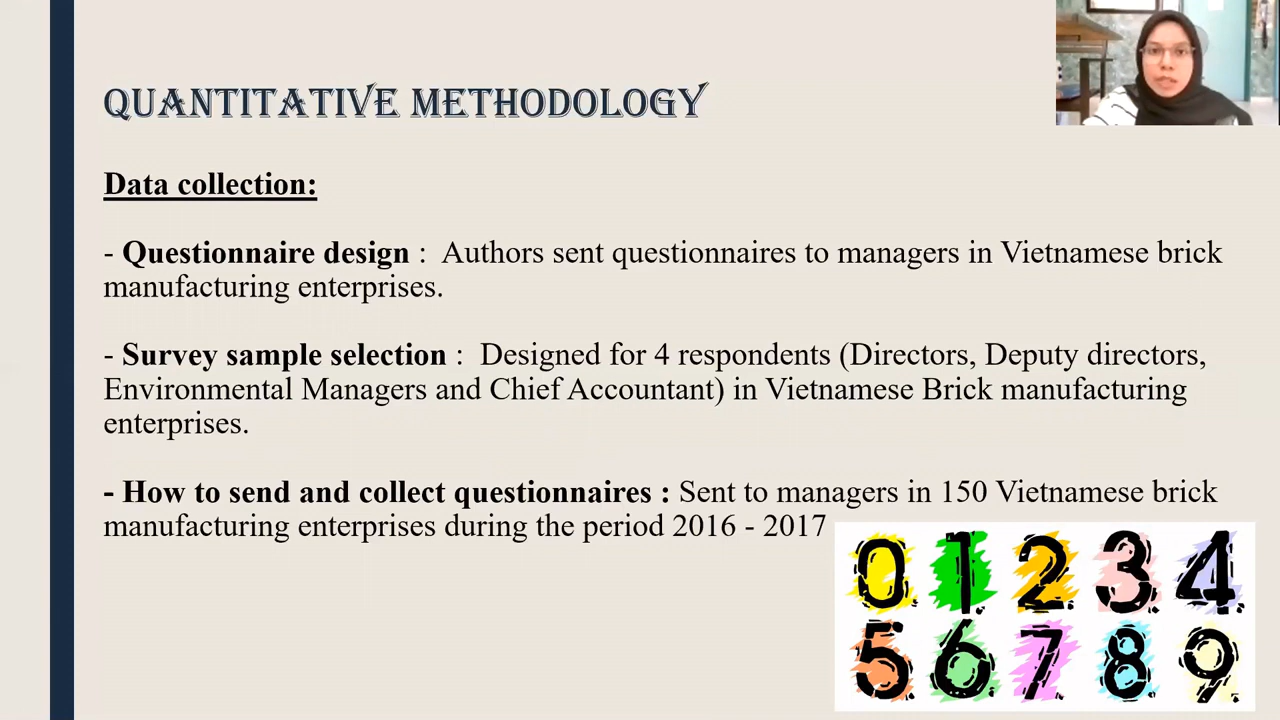 QUANTITATIVE METHODOLOGY
Data collection:
- Questionnaire design : Authors sent questionnaires to managers in Vietnamese brick
manufacturing enterprises.
- Survey sample selection : Designed for 4 respondents (Directors, Deputy directors,
Environmental Managers and Chief Accountant) in Vietnamese Brick manufacturing
enterprises.
- How to send and collect questionnaires : Sent to managers in 150 Vietnamese brick
manufacturing enterprises during the period 2016 - 2017
0 1 2 3 4
5 6 7 8 9